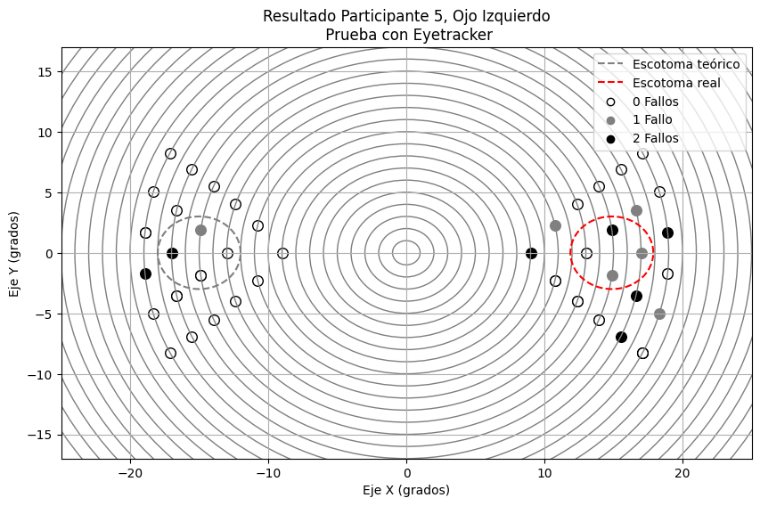 Resultado Participante 5, Ojo Izquierdo
Prueba con Eyetracker
Escotoma teórico
Escotoma real
0 Fallos
1 Fallo
2 Fallos
Eje Y (grados)
15
10
5
0
−5
−10
−15
−20
−10
0
10
20
Eje X (grados)